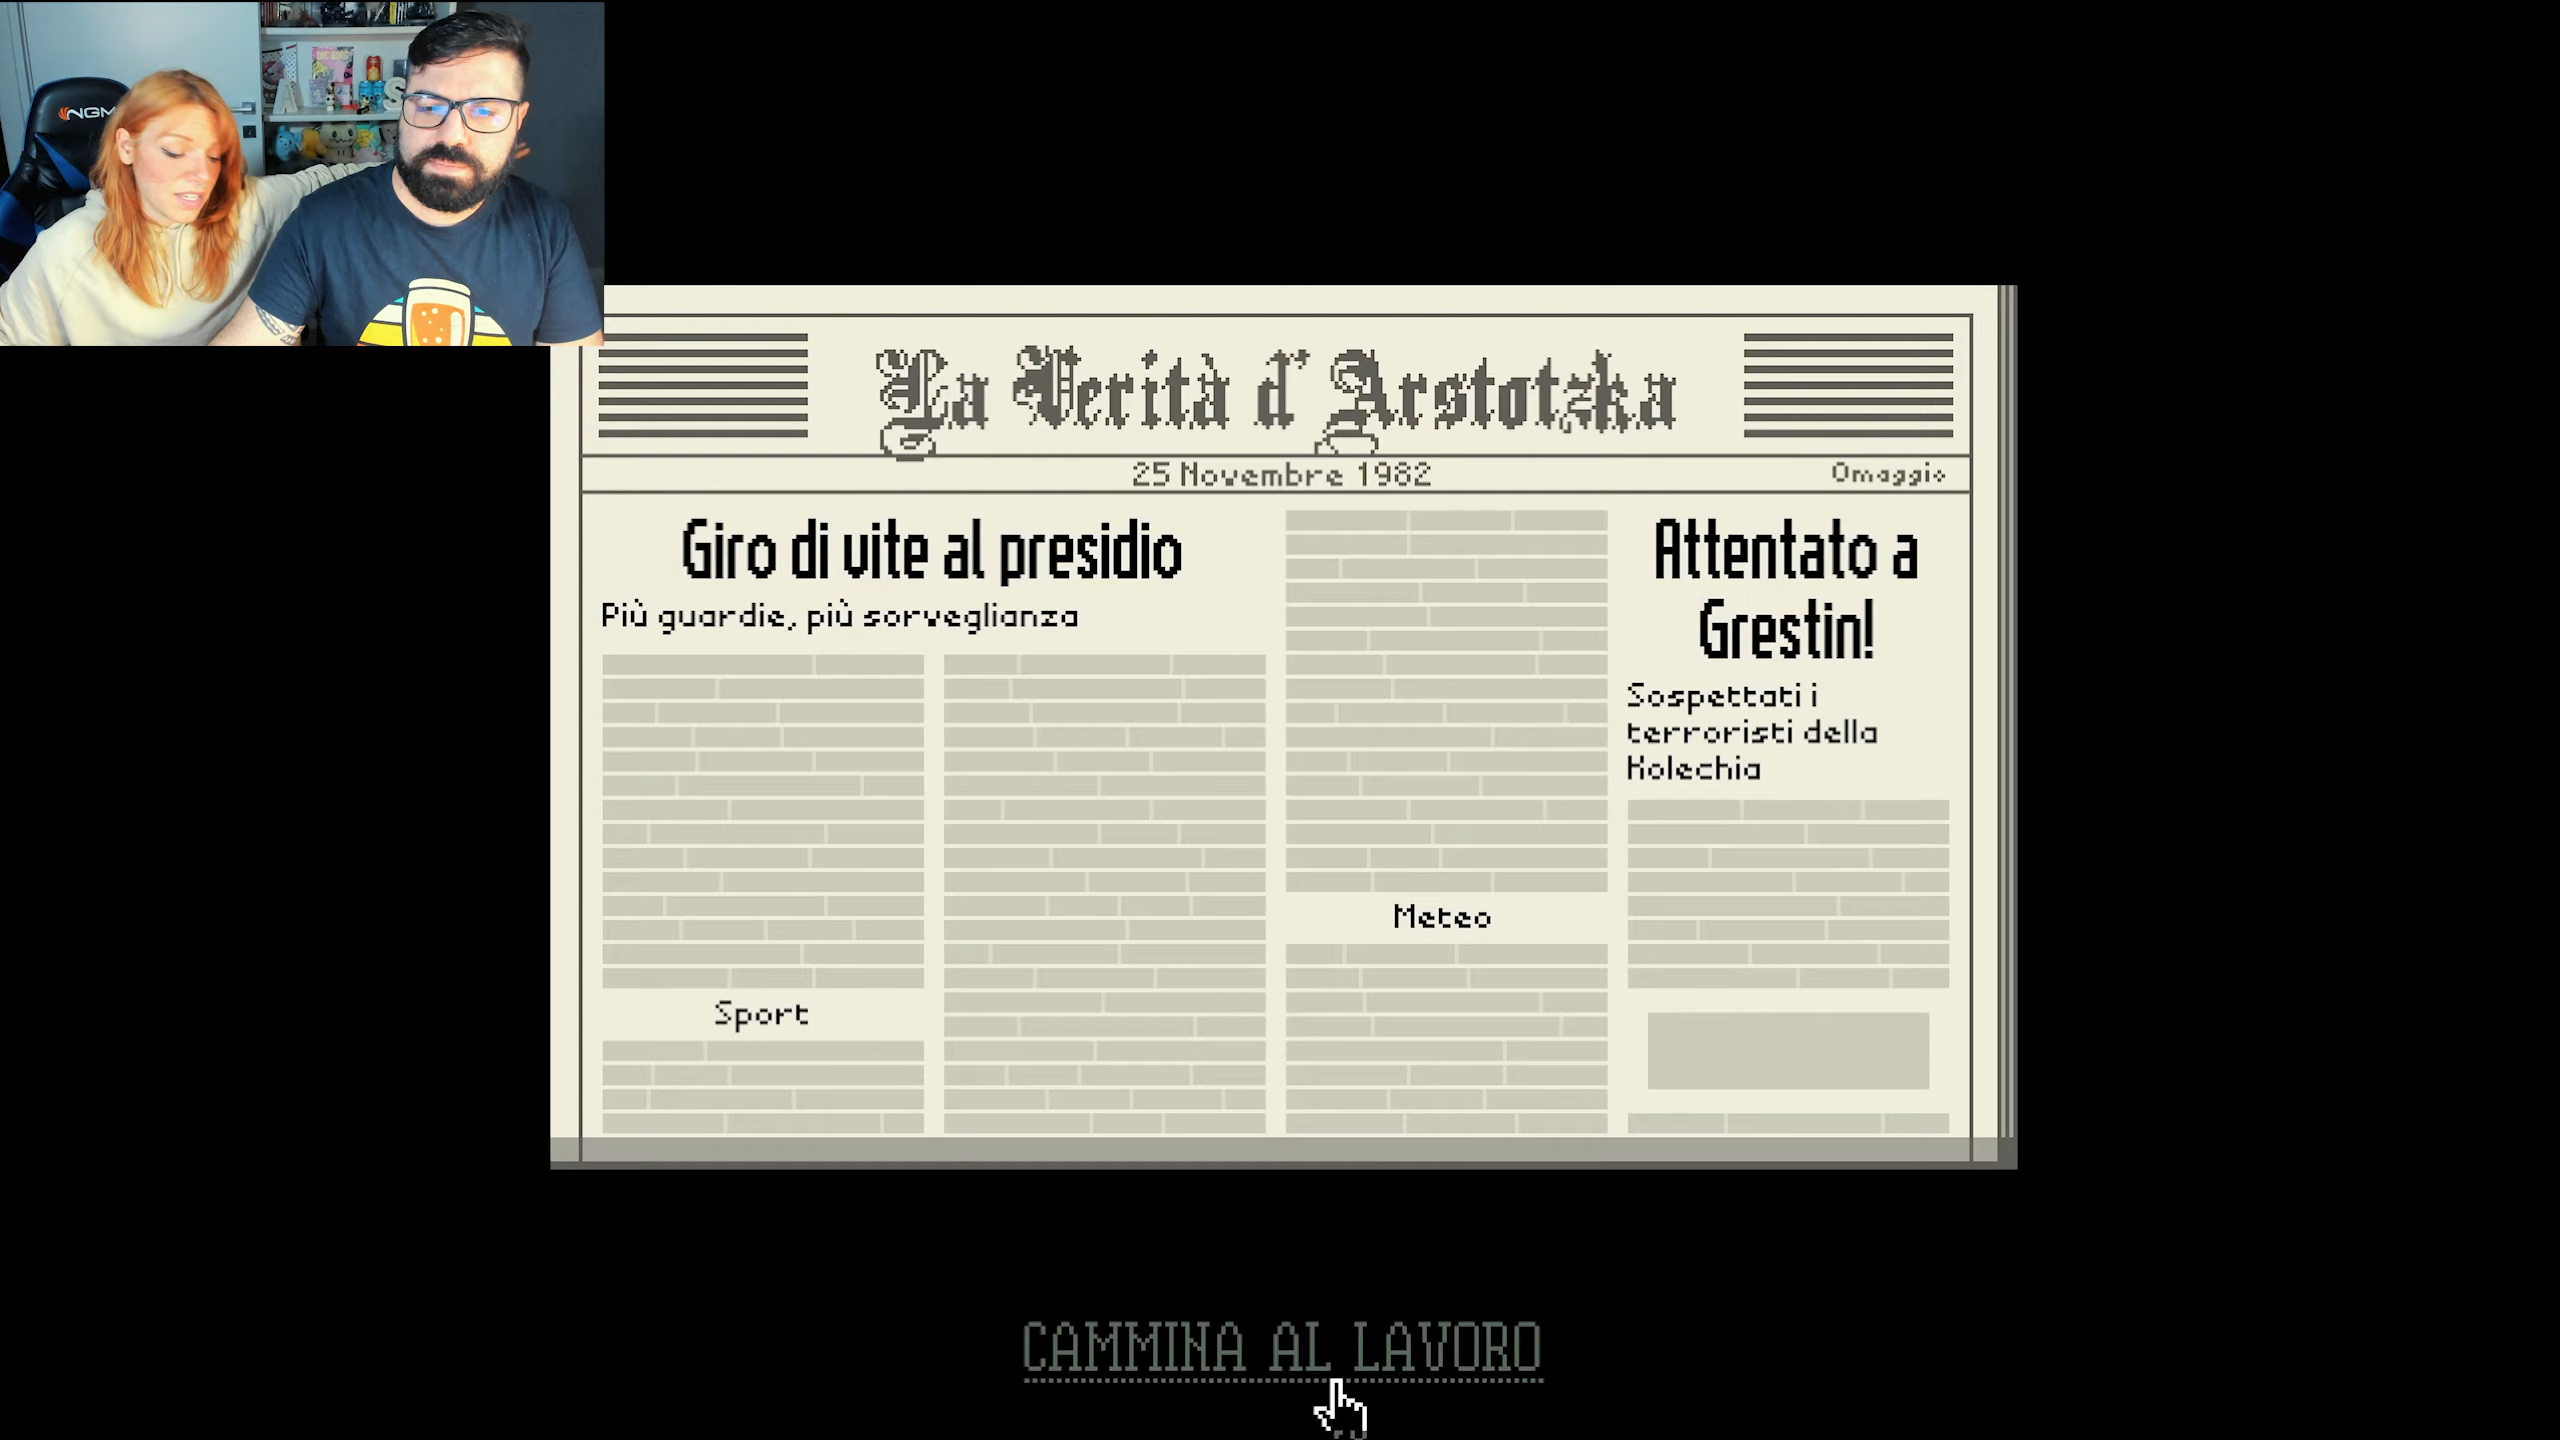 NGM
A
S
La Verità d'Arstotzka
25 Novembre 1982
Omaggio
Giro di vite al presidio
Più guardie, più sorveglianza
Sport
Meteo
Attentato a
Grestin!
Sospettati i
terroristi della
Kolechia
CAMMINA AL LAVORO